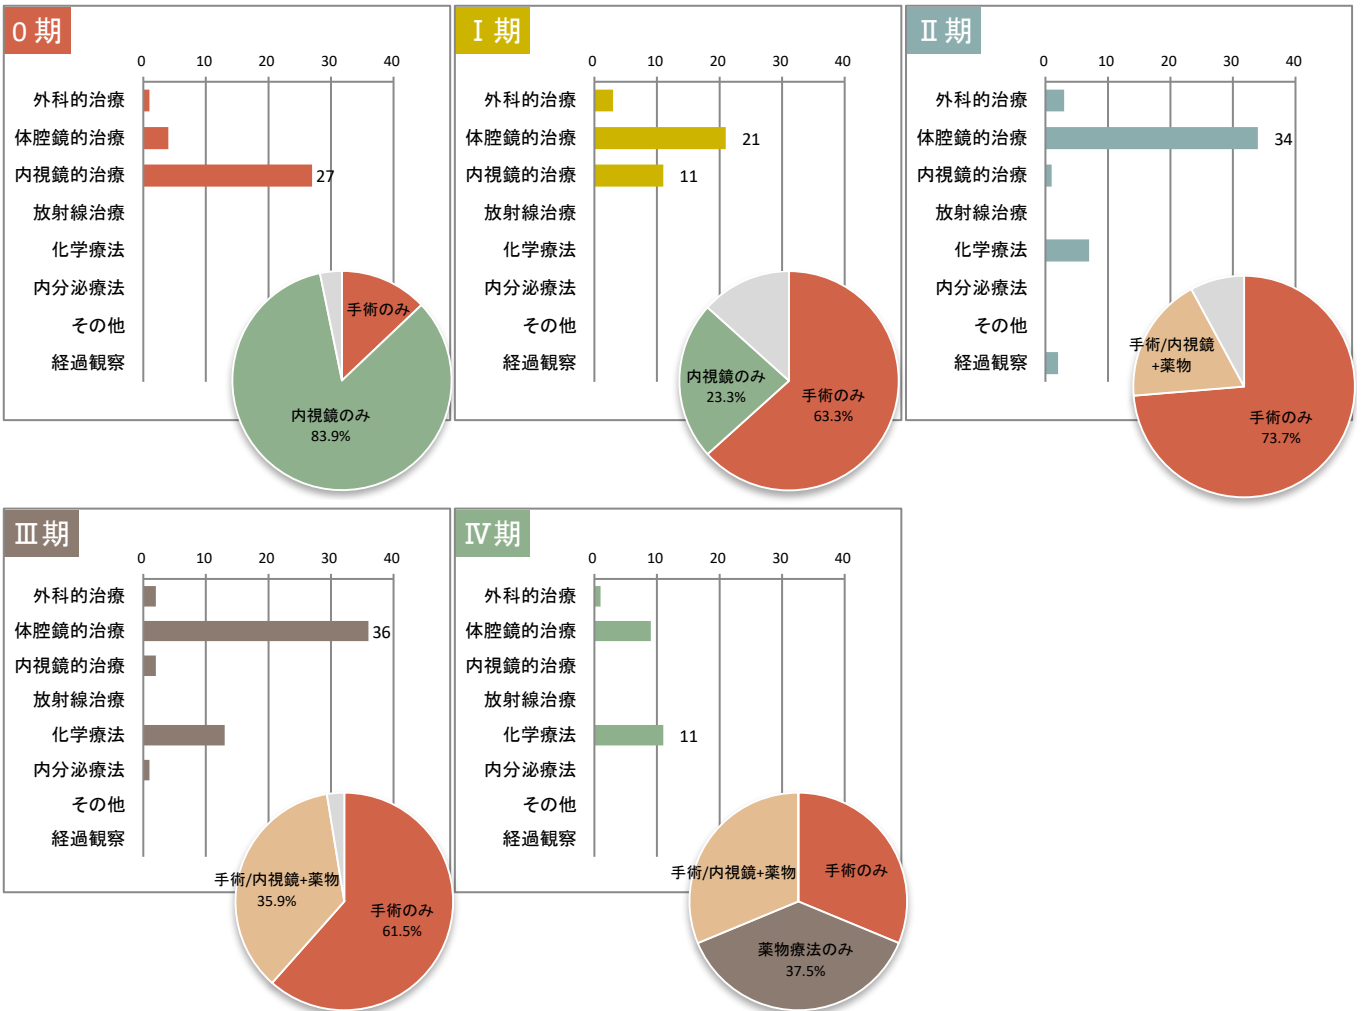 0 期
0 10 20 30 40
外科的治療
体腔鏡的治療
内視鏡的治療 27
放射線治療
化学療法
内分泌療法
その他
経過観察
手術のみ
内視鏡のみ
83.9%
Ⅰ 期
0 10 20 30 40
外科的治療
体腔鏡的治療 21
内視鏡的治療 11
放射線治療
化学療法
内分泌療法
その他
経過観察
内視鏡のみ
23.3%
手術のみ
63.3%
Ⅱ 期
0 10 20 30 40
外科的治療
体腔鏡的治療 34
内視鏡的治療
放射線治療
化学療法
内分泌療法
その他
経過観察
手術/内視鏡
+薬物
手術のみ
73.7%
Ⅲ 期
0 10 20 30 40
外科的治療
体腔鏡的治療 36
内視鏡的治療
放射線治療
化学療法
内分泌療法
その他
経過観察
手術/内視鏡+薬物
35.9%
手術のみ
61.5%
Ⅳ 期
0 10 20 30 40
外科的治療
体腔鏡的治療
内視鏡的治療
放射線治療
化学療法 11
内分泌療法
その他
経過観察
手術/内視鏡+薬物
手術のみ
薬物療法のみ
37.5%